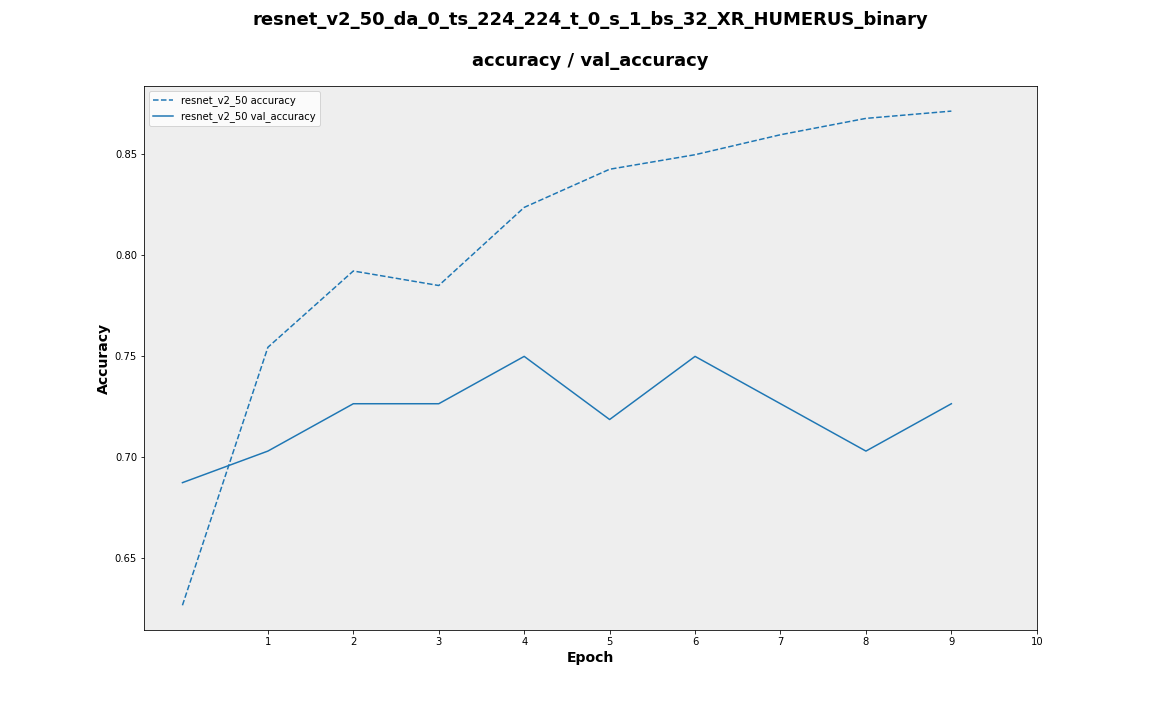 resnet_v2_50_da_0_ts_224_224_t_0_s_1_bs_32_XR_HUMERUS_binary
accuracy / val_accuracy
resnet_v2_50 accuracy
resnet_v2_50 val_accuracy
0.85
0.80
0.75
0.70
0.65
Accuracy
1 2 3 4 5 6 7 8 9 10
Epoch